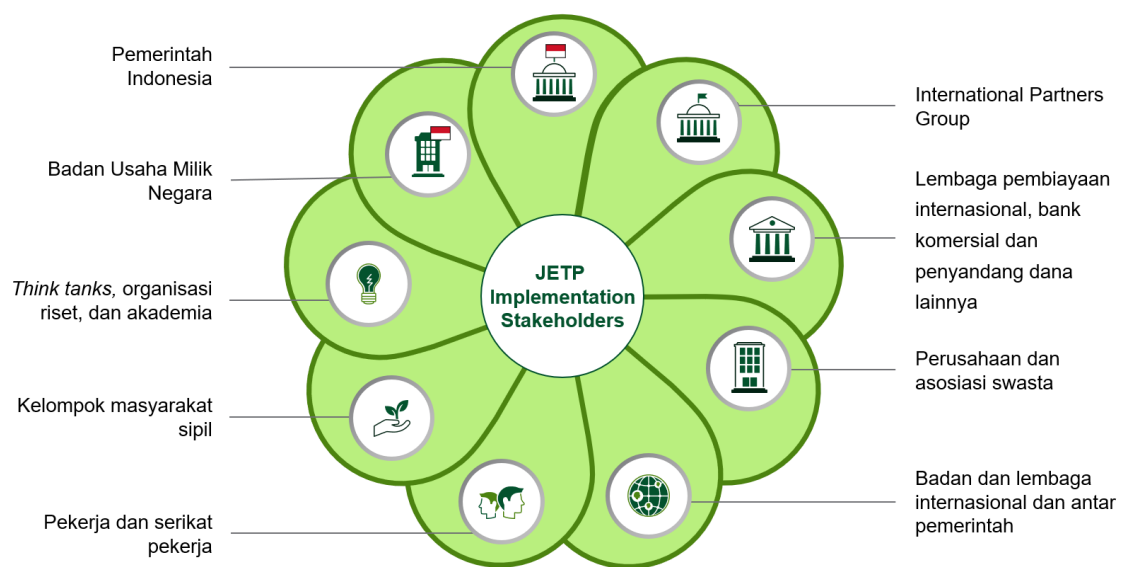 Pemerintah
Indonesia
Badan Usaha Milik
Negara
Think tanks, organisasi
riset, dan akademia
Kelompok masyarakat
sipil
Pekerja dan serikat
pekerja
JETP
Implementation
Stakeholders
International Partners
Group
Lembaga pembiayaan
internasional, bank
komersial dan
penyandang dana
lainnya
Perusahaan dan
asosiasi swasta
Badan dan lembaga
internasional dan antar
pemerintah